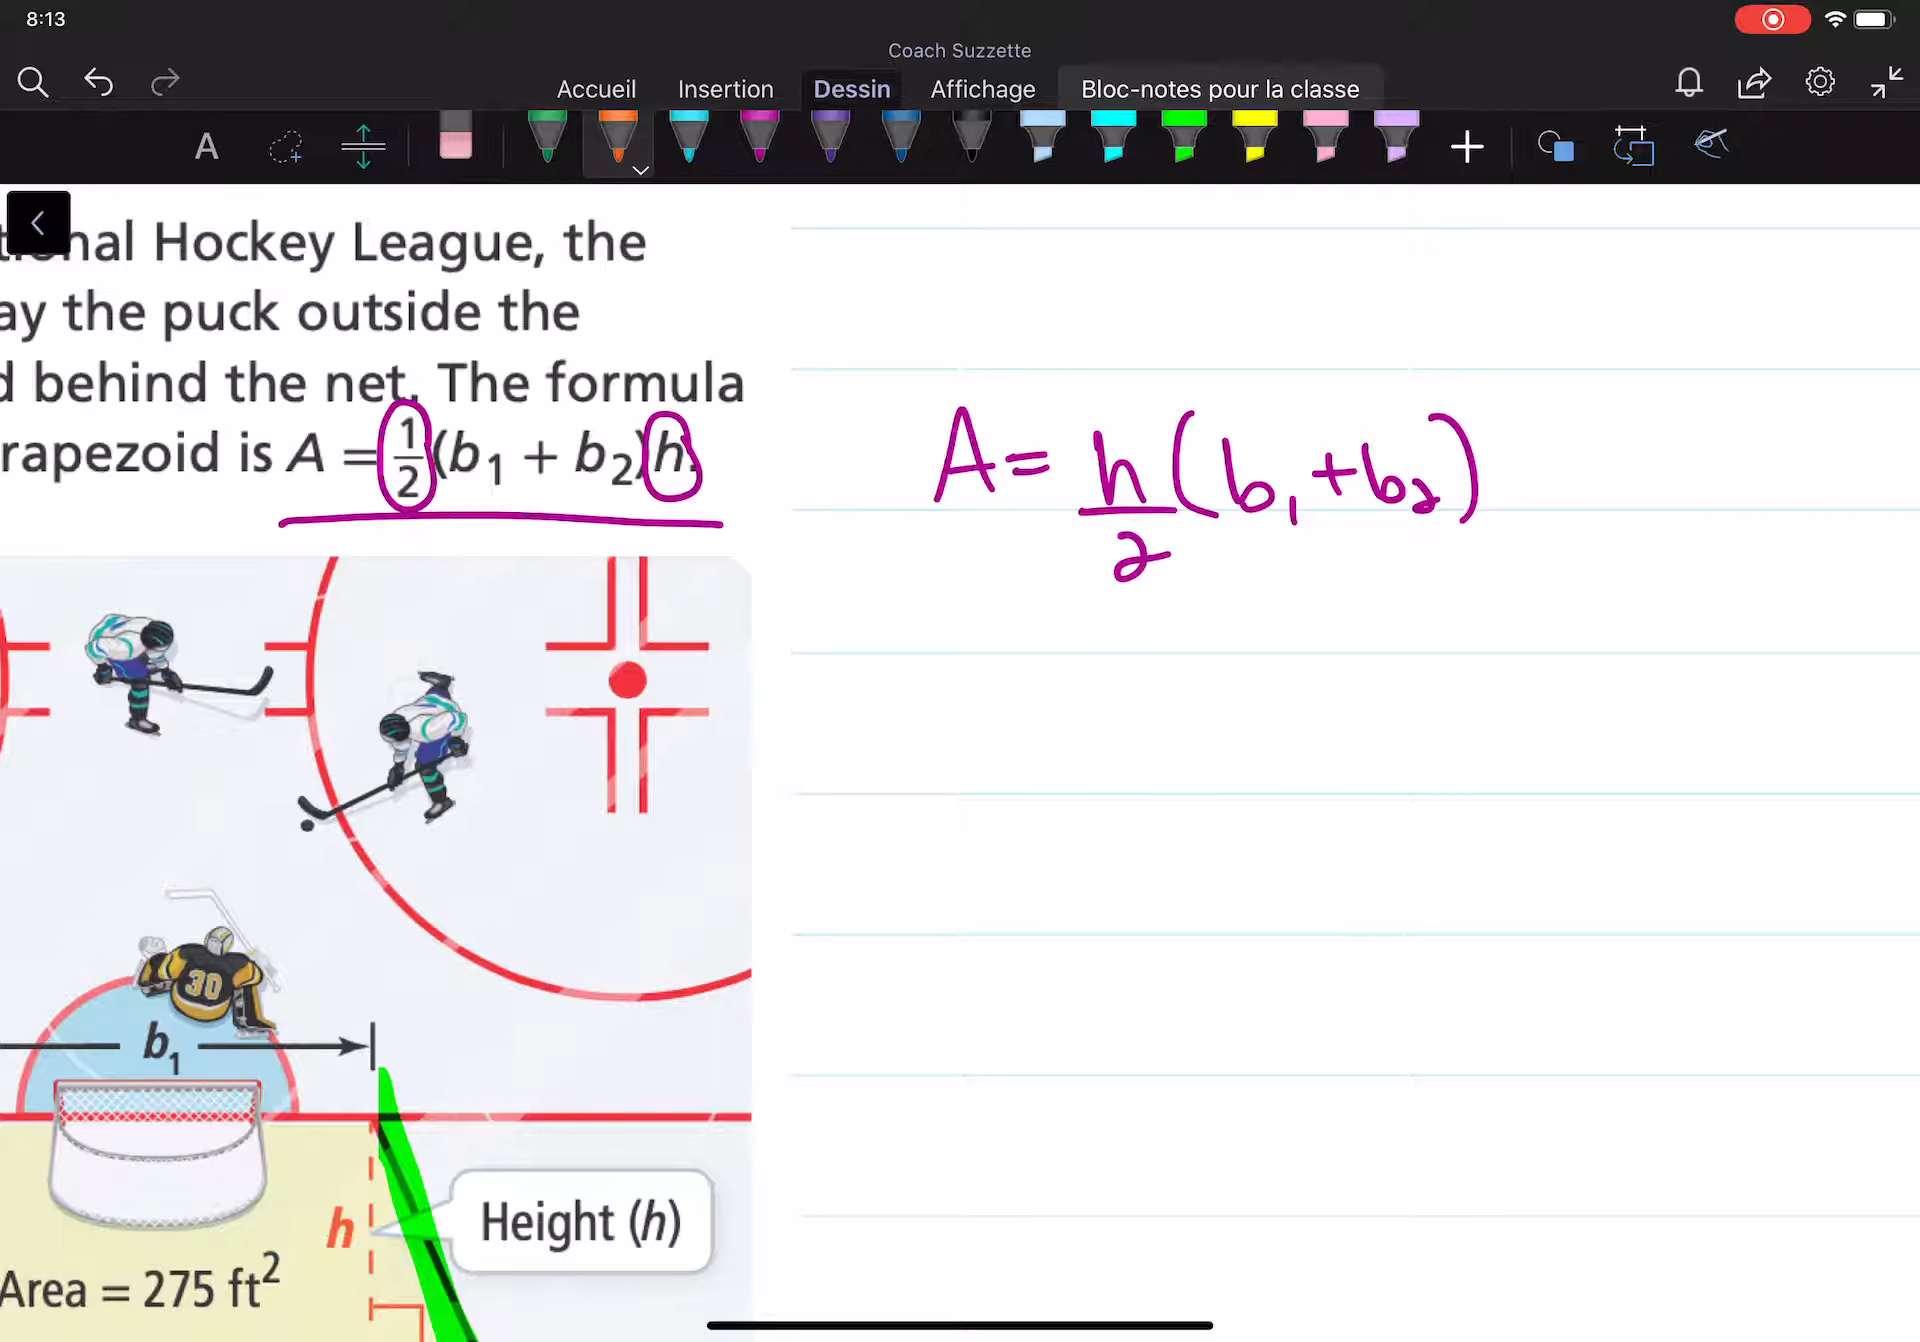 8:13
Coach Suzzette
Accueil Insertion Dessin Affichage Bloc-notes pour la classe
A
nal Hockey League, the
ay the puck outside the
d behind the net. The formula
rapezoid is A = 1/2 (b₁ + b₂)h.
A = h/2 (b₁ + b₂)
30
b₁
h
Height (h)
Area = 275 ft²